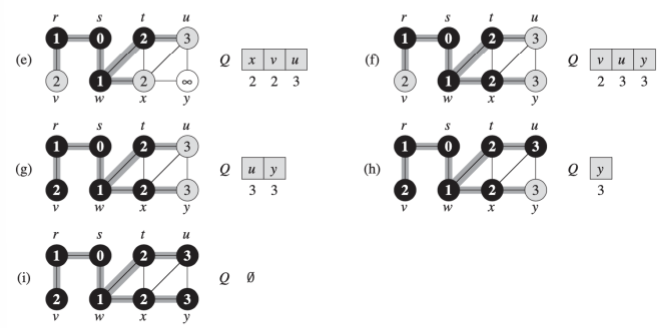 r s t u r s t u
1 0 2 3 1 0 2 3
(e) Q x v u (f) Q v u y
2 1 2 ∞ 2 2 3 2 1 2 3 2 3 3
v w x y v w x y
r s t u r s t u
1 0 2 3 1 0 2 3
(g) Q u y (h) Q y
2 1 2 3 3 3 2 1 2 3 3
v w x y v w x y
r s t u
1 0 2 3
(i) Q ∅
2 1 2 3
v w x y